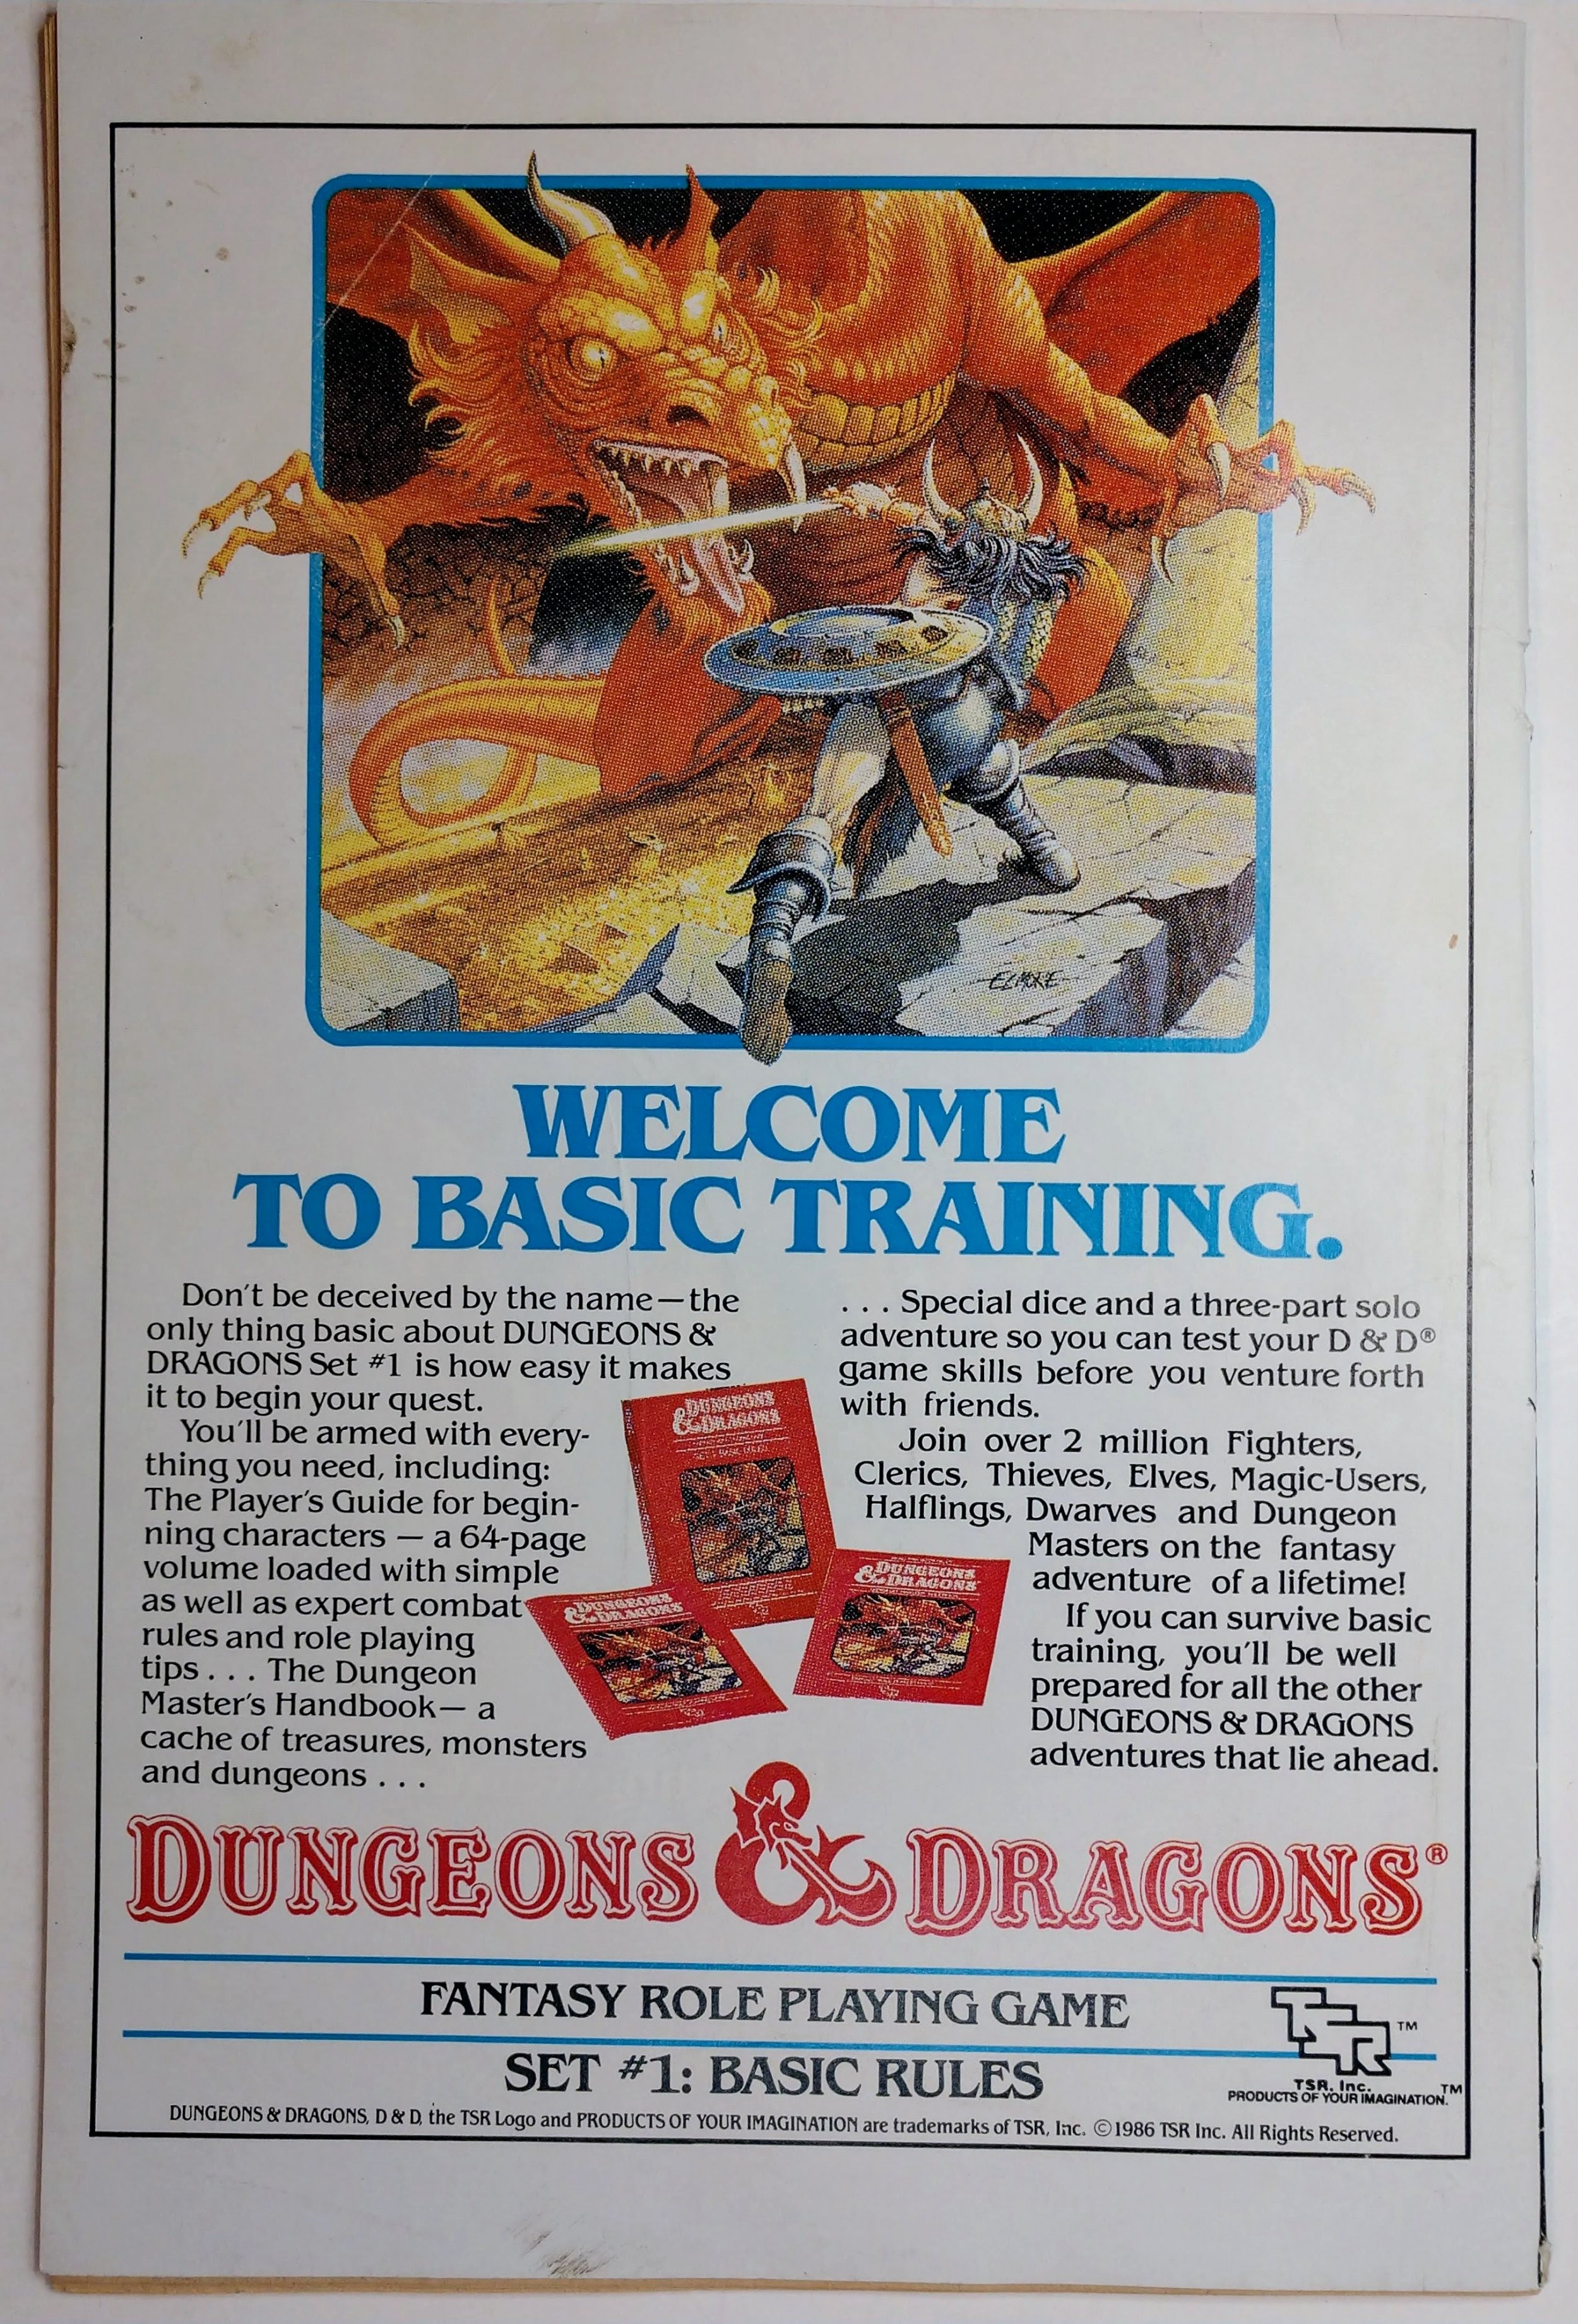 ELMORE
WELCOME
TO BASIC TRAINING.
Don't be deceived by the name—the
only thing basic about DUNGEONS &
DRAGONS Set #1 is how easy it makes
it to begin your quest.
You'll be armed with every-
thing you need, including:
The Player's Guide for begin-
ning characters — a 64-page
volume loaded with simple
as well as expert combat
rules and role playing
tips . . . The Dungeon
Master's Handbook— a
cache of treasures, monsters
and dungeons . . .
. . . Special dice and a three-part solo
adventure so you can test your D & D®
game skills before you venture forth
with friends.
Join over 2 million Fighters,
Clerics, Thieves, Elves, Magic-Users,
Halflings, Dwarves and Dungeon
Masters on the fantasy
adventure of a lifetime!
If you can survive basic
training, you'll be well
prepared for all the other
DUNGEONS & DRAGONS
adventures that lie ahead.
DUNGEONS
& DRAGONS
DUNGEONS
& DRAGONS
DUNGEONS
& DRAGONS
DUNGEONS & DRAGONS®
FANTASY ROLE PLAYING GAME
SET #1: BASIC RULES
TSR™
TSR, Inc.
PRODUCTS OF YOUR IMAGINATION.™
DUNGEONS & DRAGONS, D & D, the TSR Logo and PRODUCTS OF YOUR IMAGINATION are trademarks of TSR, Inc. ©1986 TSR Inc. All Rights Reserved.